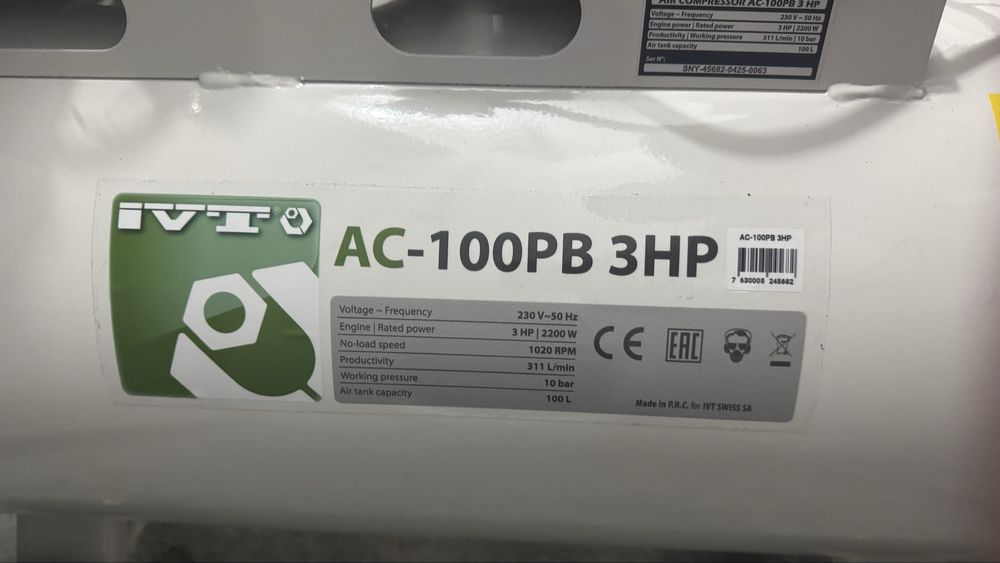 AIR COMPRESSOR AC-100PB 3 HP
Voltage ~ Frequency 230 V ~ 50 Hz
Engine power | Rated power 3 HP | 2200 W
Productivity | Working pressure 311 L/min | 10 bar
Air tank capacity 100 L
Ser N°:
SNY-45682-0425-0063
IVT®
AC-100PB 3HP
AC-100PB 3HP
7 630005 245682
Voltage ~ Frequency 230 V~50 Hz
Engine | Rated power 3 HP | 2200 W
No-load speed 1020 RPM
Productivity 311 L/min
Working pressure 10 bar
Air tank capacity 100 L
CE EAC
Made in P.R.C. for IVT SWISS SA